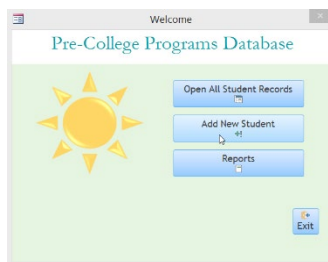 Welcome
Pre-College Programs Database
Open All Student Records
Add New Student
Reports
Exit